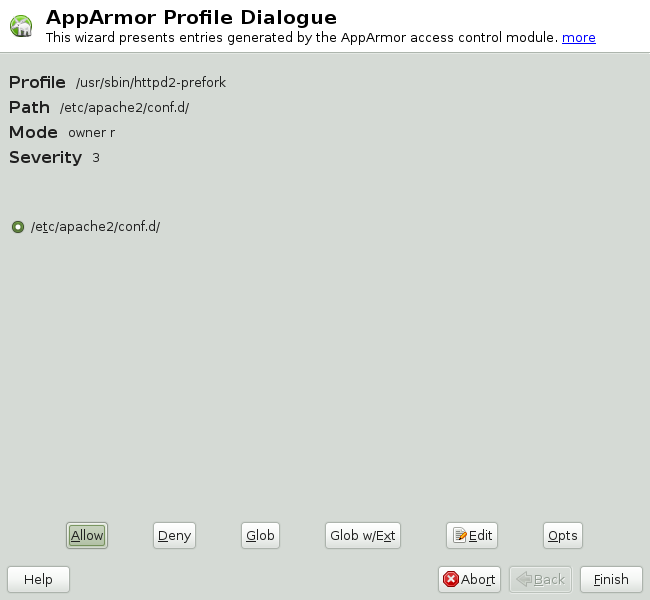 AppArmor Profile Dialogue
This wizard presents entries generated by the AppArmor access control module. more
Profile /usr/sbin/httpd2-prefork
Path /etc/apache2/conf.d/
Mode owner r
Severity 3
/etc/apache2/conf.d/
Allow Deny Glob Glob w/Ext Edit Opts
Help Abort Back Finish